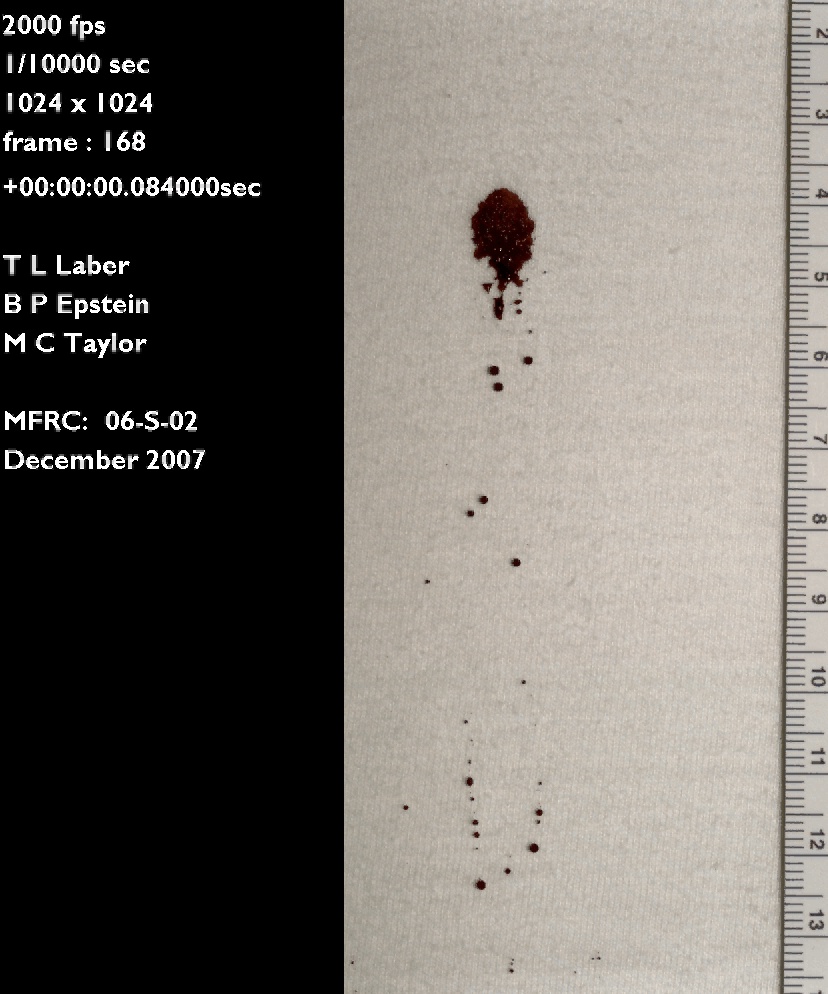 2000 fps
1/10000 sec
1024 x 1024
frame : 168
+00:00:00.084000sec
T L Laber
B P Epstein
M C Taylor
MFRC: 06-S-02
December 2007
2
3
4
5
6
7
8
9
10
11
12
13